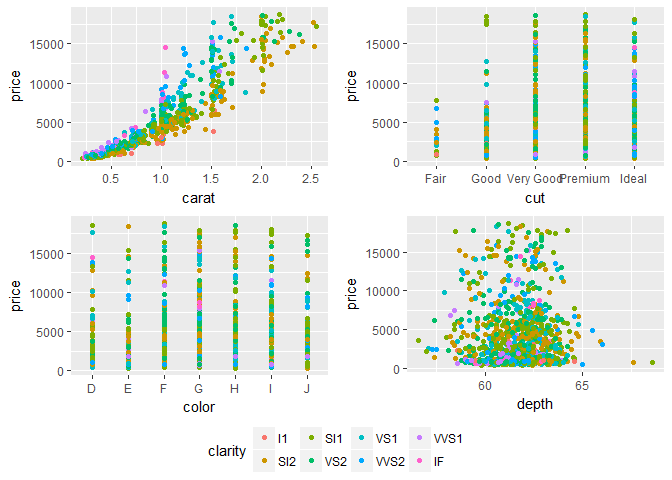 price
15000
10000
5000
0
0.5 1.0 1.5 2.0 2.5
carat
price
15000
10000
5000
0
Fair Good Very Good Premium Ideal
cut
price
15000
10000
5000
0
D E F G H I J
color
price
15000
10000
5000
0
60 65
depth
clarity
I1 SI1 VS1 VVS1
SI2 VS2 VVS2 IF